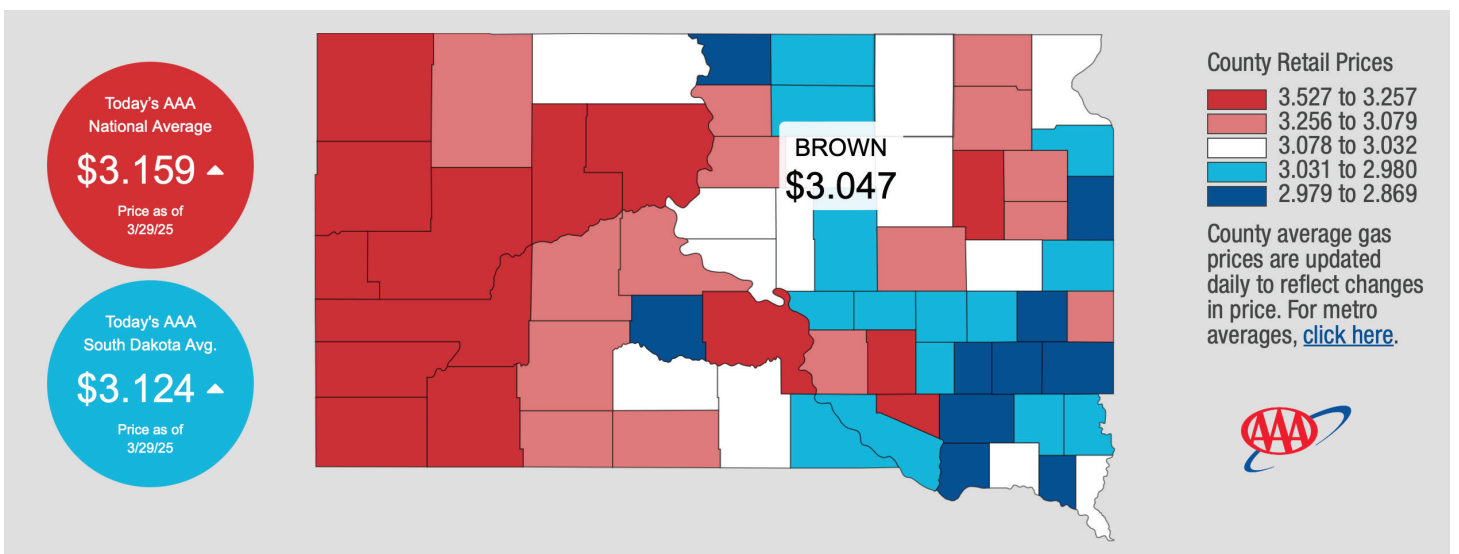 Today's AAA
National Average
$3.159
Price as of
3/29/25
Today's AAA
South Dakota Avg.
$3.124
Price as of
3/29/25
BROWN
$3.047
County Retail Prices
3.527 to 3.257
3.256 to 3.079
3.078 to 3.032
3.031 to 2.980
2.979 to 2.869
County average gas
prices are updated
daily to reflect changes
in price. For metro
averages, click here.
AAA